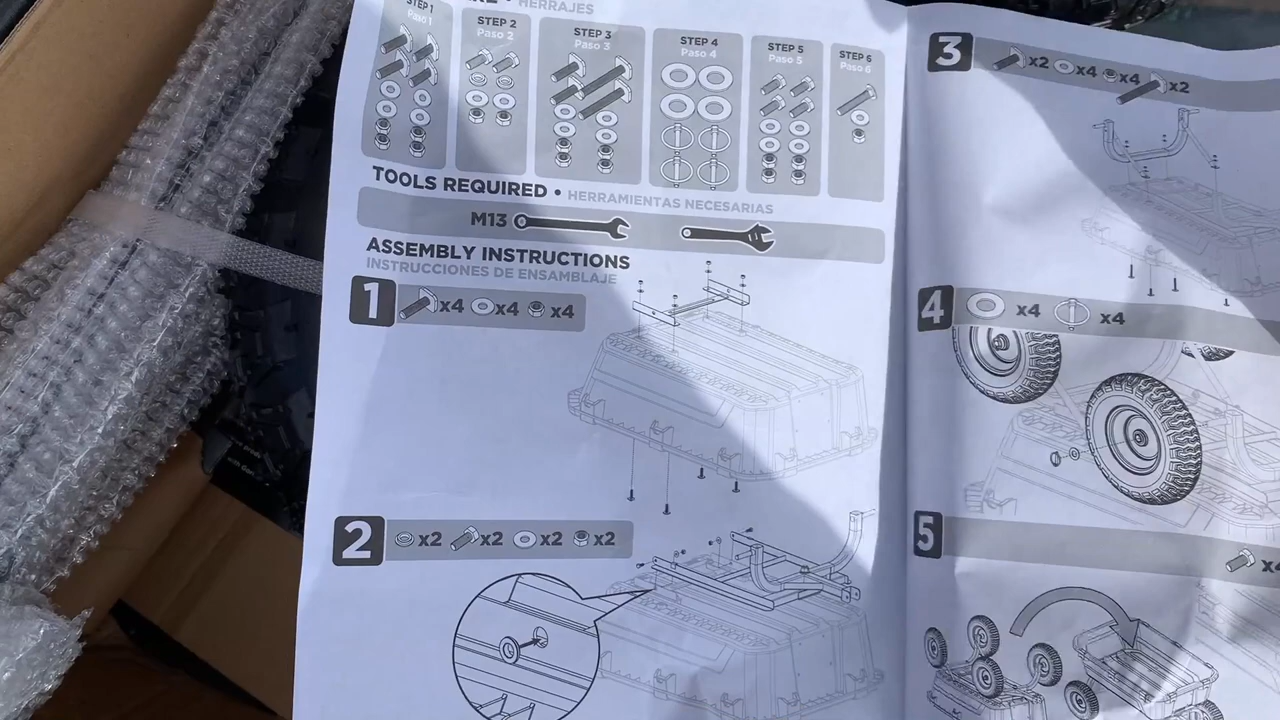 HERRAJES
STEP 1
Paso 1
STEP 2
Paso 2
STEP 3
Paso 3
STEP 4
Paso 4
STEP 5
Paso 5
STEP 6
Paso 6
TOOLS REQUIRED • HERRAMIENTAS NECESARIAS
M13
ASSEMBLY INSTRUCTIONS
INSTRUCCIONES DE ENSAMBLAJE
1 x4 x4 x4
2 x2 x2 x2 x2
3 x2 x4 x4 x2
4 x4 x4
5 x4